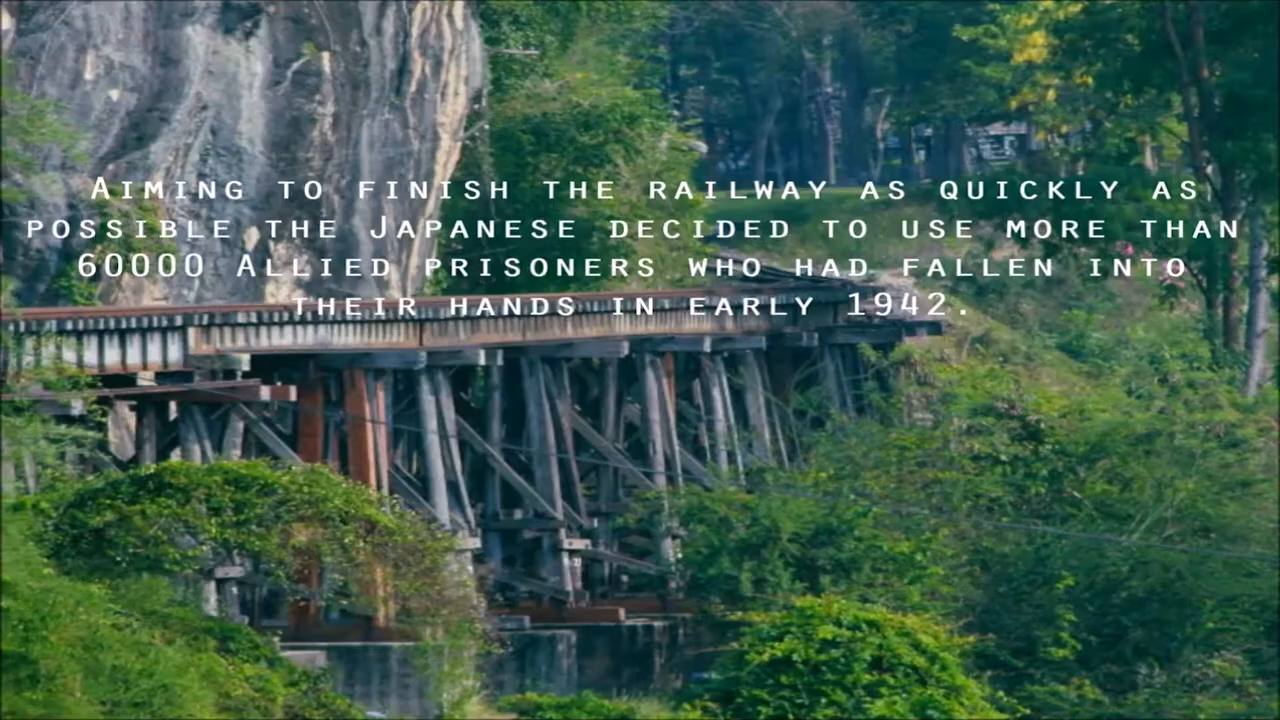 Aiming to finish the railway as quickly as
possible the Japanese decided to use more than
60000 Allied prisoners who had fallen into
their hands in early 1942.